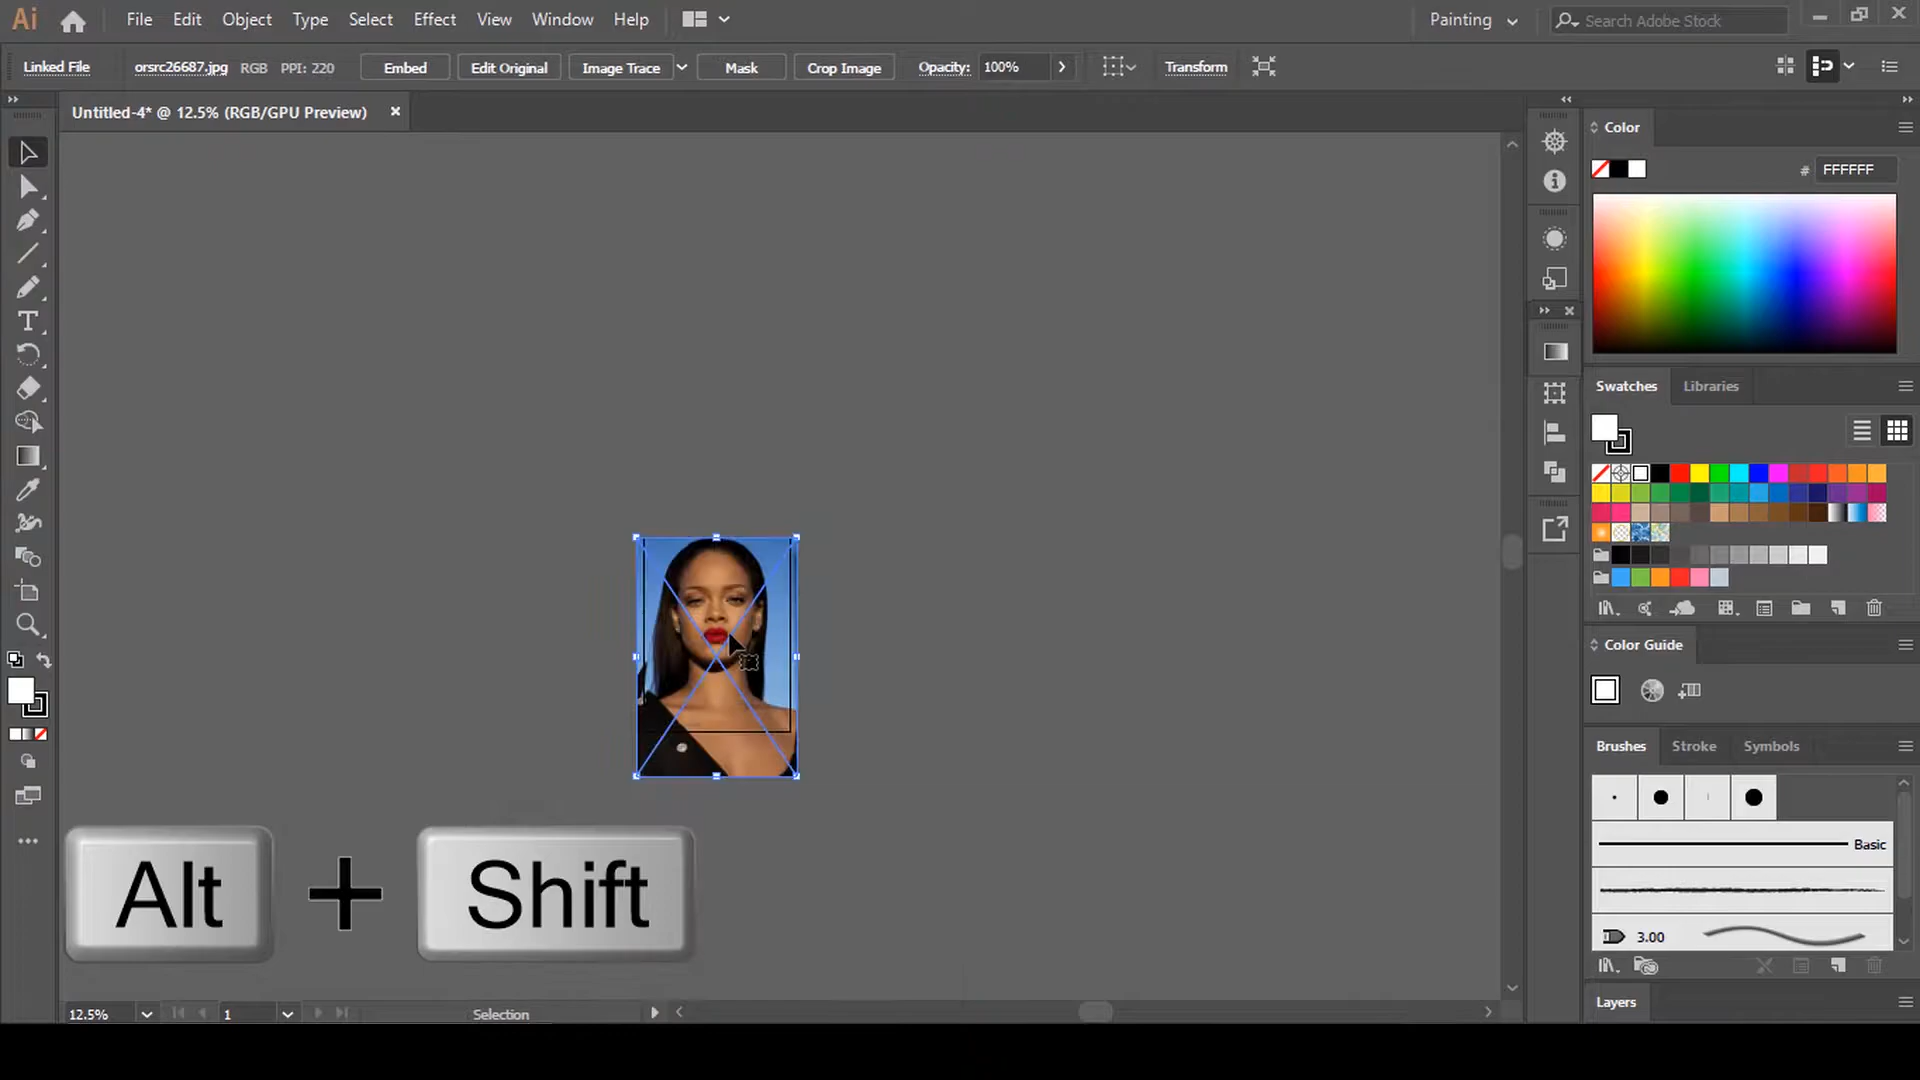 Ai File Edit Object Type Select Effect View Window Help Painting Search Adobe Stock
Linked File orsrc26687.jpg RGB PPI: 220 Embed Edit Original Image Trace Mask Crop Image Opacity: 100% Transform
Untitled-4* @ 12.5% (RGB/GPU Preview)
Color
# FFFFFF
Swatches Libraries
Color Guide
Brushes Stroke Symbols
Basic
3.00
Alt + Shift
Layers
12.5% 1 Selection